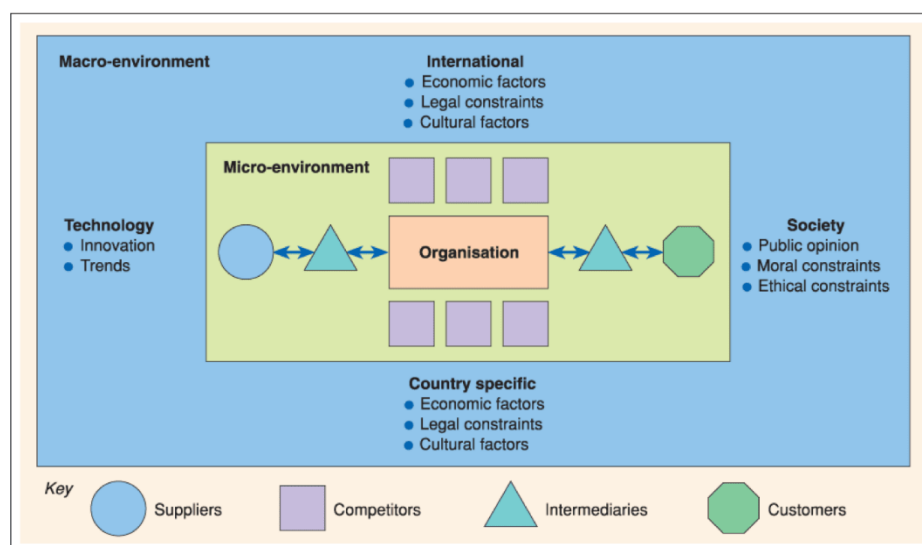 Macro-environment
International
● Economic factors
● Legal constraints
● Cultural factors
Micro-environment
Technology
● Innovation
● Trends
Organisation
Society
● Public opinion
● Moral constraints
● Ethical constraints
Country specific
● Economic factors
● Legal constraints
● Cultural factors
Key
Suppliers
Competitors
Intermediaries
Customers